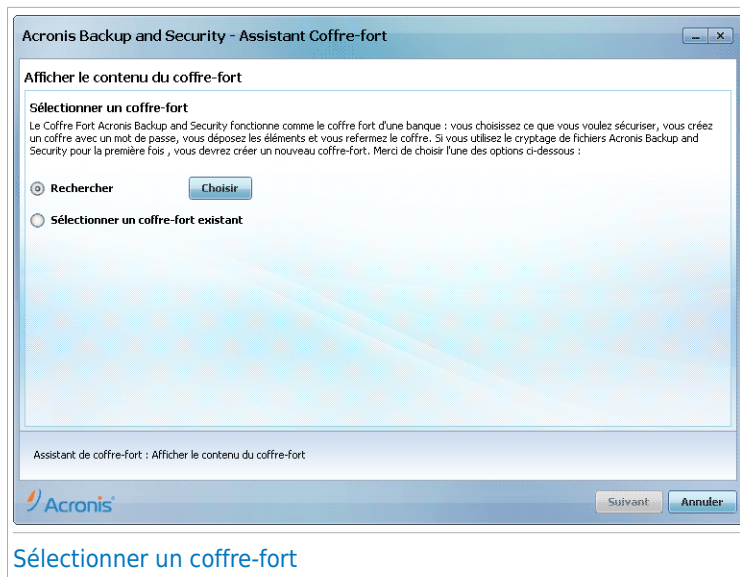 Acronis Backup and Security - Assistant Coffre-fort
Afficher le contenu du coffre-fort
Sélectionner un coffre-fort
Le Coffre Fort Acronis Backup and Security fonctionne comme le coffre fort d'une banque : vous choisissez ce que vous voulez sécuriser, vous créez
un coffre avec un mot de passe, vous déposez les éléments et vous refermez le coffre. Si vous utilisez le cryptage de fichiers Acronis Backup and
Security pour la première fois , vous devrez créer un nouveau coffre-fort. Merci de choisir l'une des options ci-dessous :
Rechercher Choisir
Sélectionner un coffre-fort existant
Assistant de coffre-fort : Afficher le contenu du coffre-fort
Acronis Suivant Annuler
Sélectionner un coffre-fort